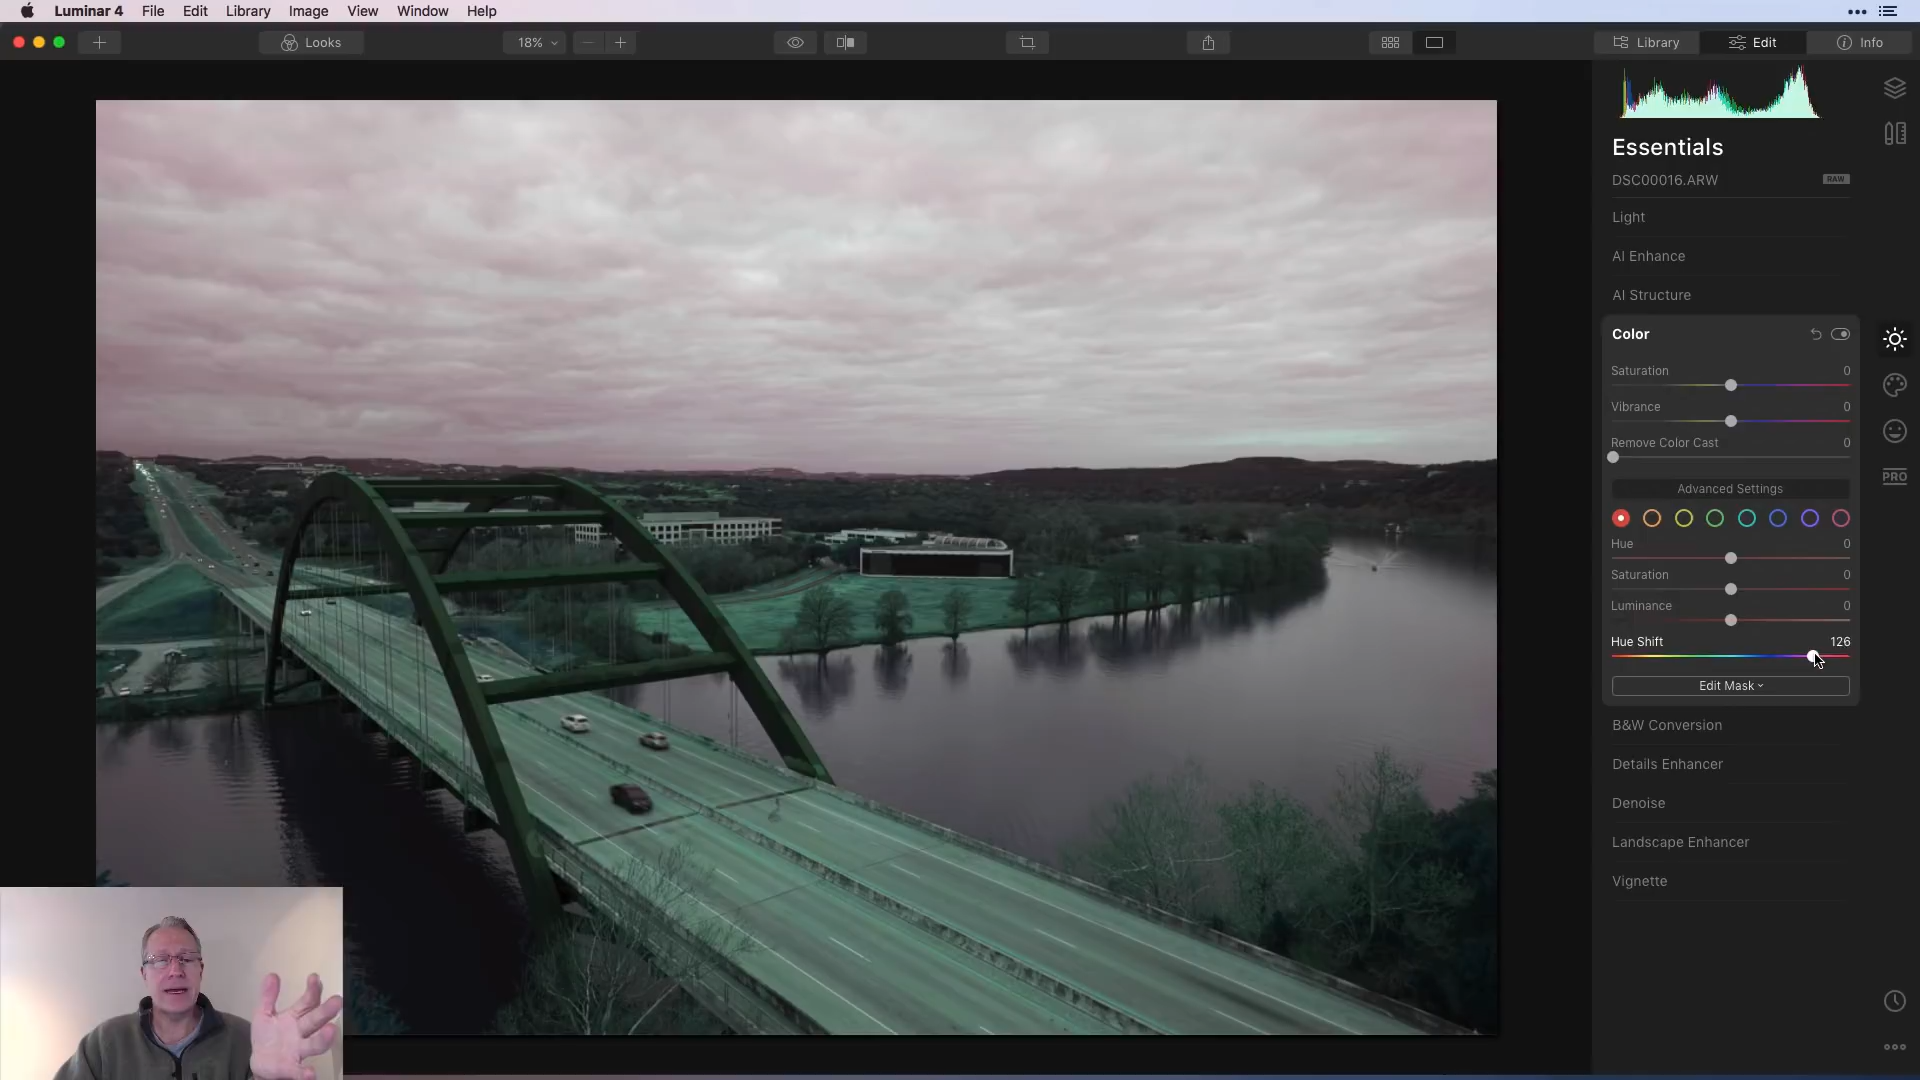 Luminar 4 File Edit Library Image View Window Help
Looks 18% Library Edit Info
Essentials
DSC00016.ARW RAW
Light
AI Enhance
AI Structure
Color
Saturation 0
Vibrance 0
Remove Color Cast 0
Advanced Settings
Hue 0
Saturation 0
Luminance 0
Hue Shift 126
Edit Mask
B&W Conversion
Details Enhancer
Denoise
Landscape Enhancer
Vignette
PRO